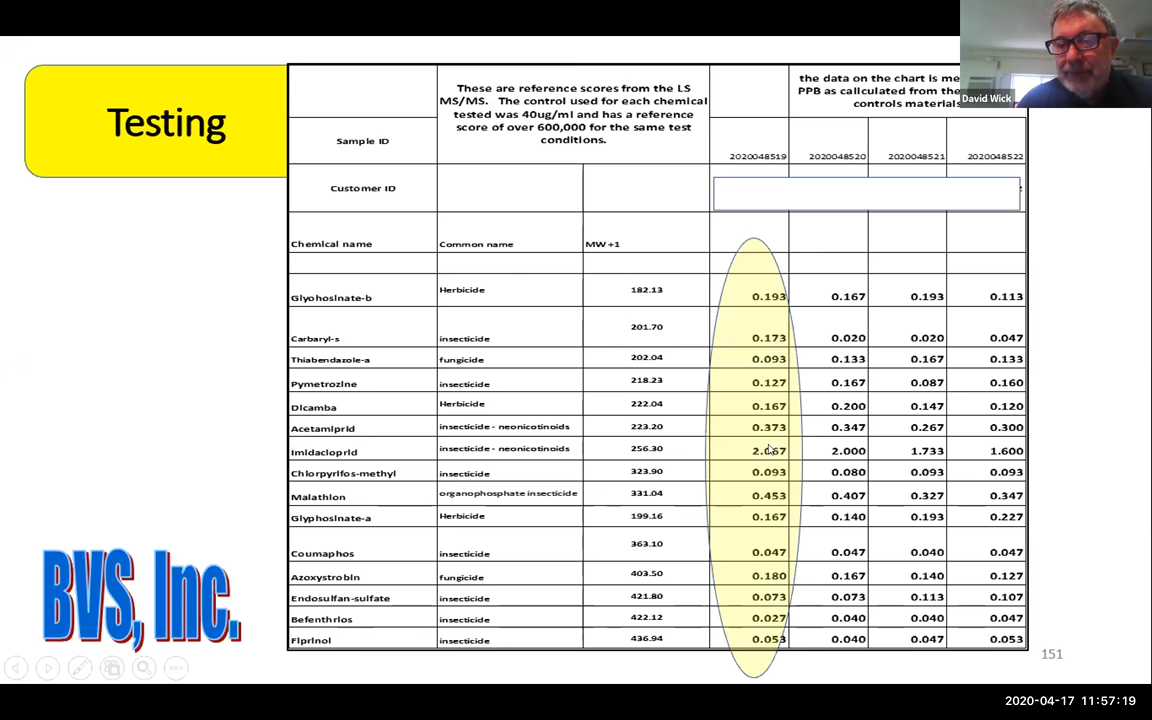 David Wick
Testing
These are reference scores from the LS
MS/MS. The control used for each chemical
tested was 40ug/ml and has a reference
score of over 600,000 for the same test
conditions.
the data on the chart is
PPB as callculated from the
controls materials
Sample ID 2020048519 2020048520 2020048521 2020048522
Customer ID
Chemical name Common name MW +1
Glyohosinate-b Herbicide 182.13 0.193 0.167 0.193 0.113
Carbaryl-s insecticide 201.70 0.173 0.020 0.020 0.047
Thiabendazole-a fungicide 202.04 0.093 0.133 0.167 0.133
Pymetrozine insecticide 218.23 0.127 0.167 0.087 0.160
Dicamba Herbicide 222.04 0.167 0.200 0.147 0.120
Acetamiprid insecticide - neonicotinoids 223.20 0.373 0.347 0.267 0.300
Imidacloprid insecticide - neonicotinoids 256.30 2.000 1.733 1.600
Chlorpyrifos-methyl insecticide 323.90 0.093 0.080 0.093 0.093
Malathion organophosphate insecticide 331.04 0.453 0.407 0.327 0.347
Glyphosinate-a Herbicide 199.16 0.167 0.140 0.193 0.227
Coumaphos insecticide 363.10 0.047 0.047 0.040 0.047
Azoxystrobin fungicide 403.50 0.180 0.167 0.140 0.127
Endosulfan-sulfate insecticide 421.80 0.073 0.073 0.113 0.107
Befenthrios insecticide 422.12 0.027 0.040 0.040 0.047
Fiprinol insecticide 436.94 0.053 0.040 0.047 0.053
BVS, Inc.
151
2020-04-17 11:57:19